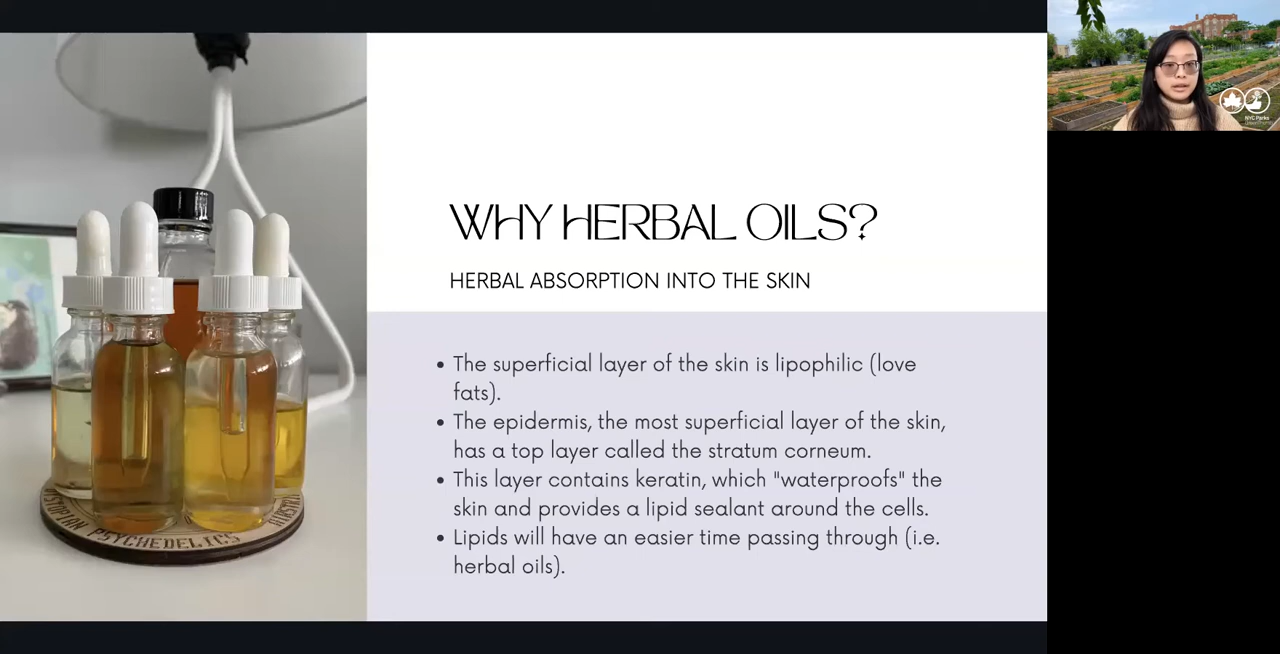 WHY HERBAL OILS?
HERBAL ABSORPTION INTO THE SKIN
• The superficial layer of the skin is lipophilic (love
fats).
• The epidermis, the most superficial layer of the skin,
has a top layer called the stratum corneum.
• This layer contains keratin, which "waterproofs" the
skin and provides a lipid sealant around the cells.
• Lipids will have an easier time passing through (i.e.
herbal oils).
PSYCHEDELICS
NYC Parks